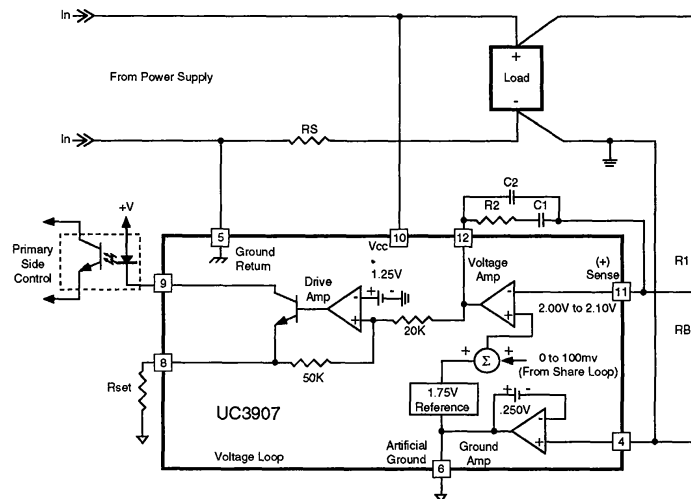 In
From Power Supply
+
Load
-
In
RS
C2
R2
C1
+V
Primary
Side
Control
5
Ground
Return
10
Vcc
12
Voltage
Amp
(+)
Sense
11
R1
9
Drive
Amp
1.25V
+
-
-
+
-
+
2.00V to 2.10V
RB
20K
+
Σ
+
0 to 100mv
(From Share Loop)
8
50K
Rset
1.75V
Reference
+
-
.250V
-
+
4
UC3907
Voltage Loop
Artificial
Ground
6
Ground
Amp